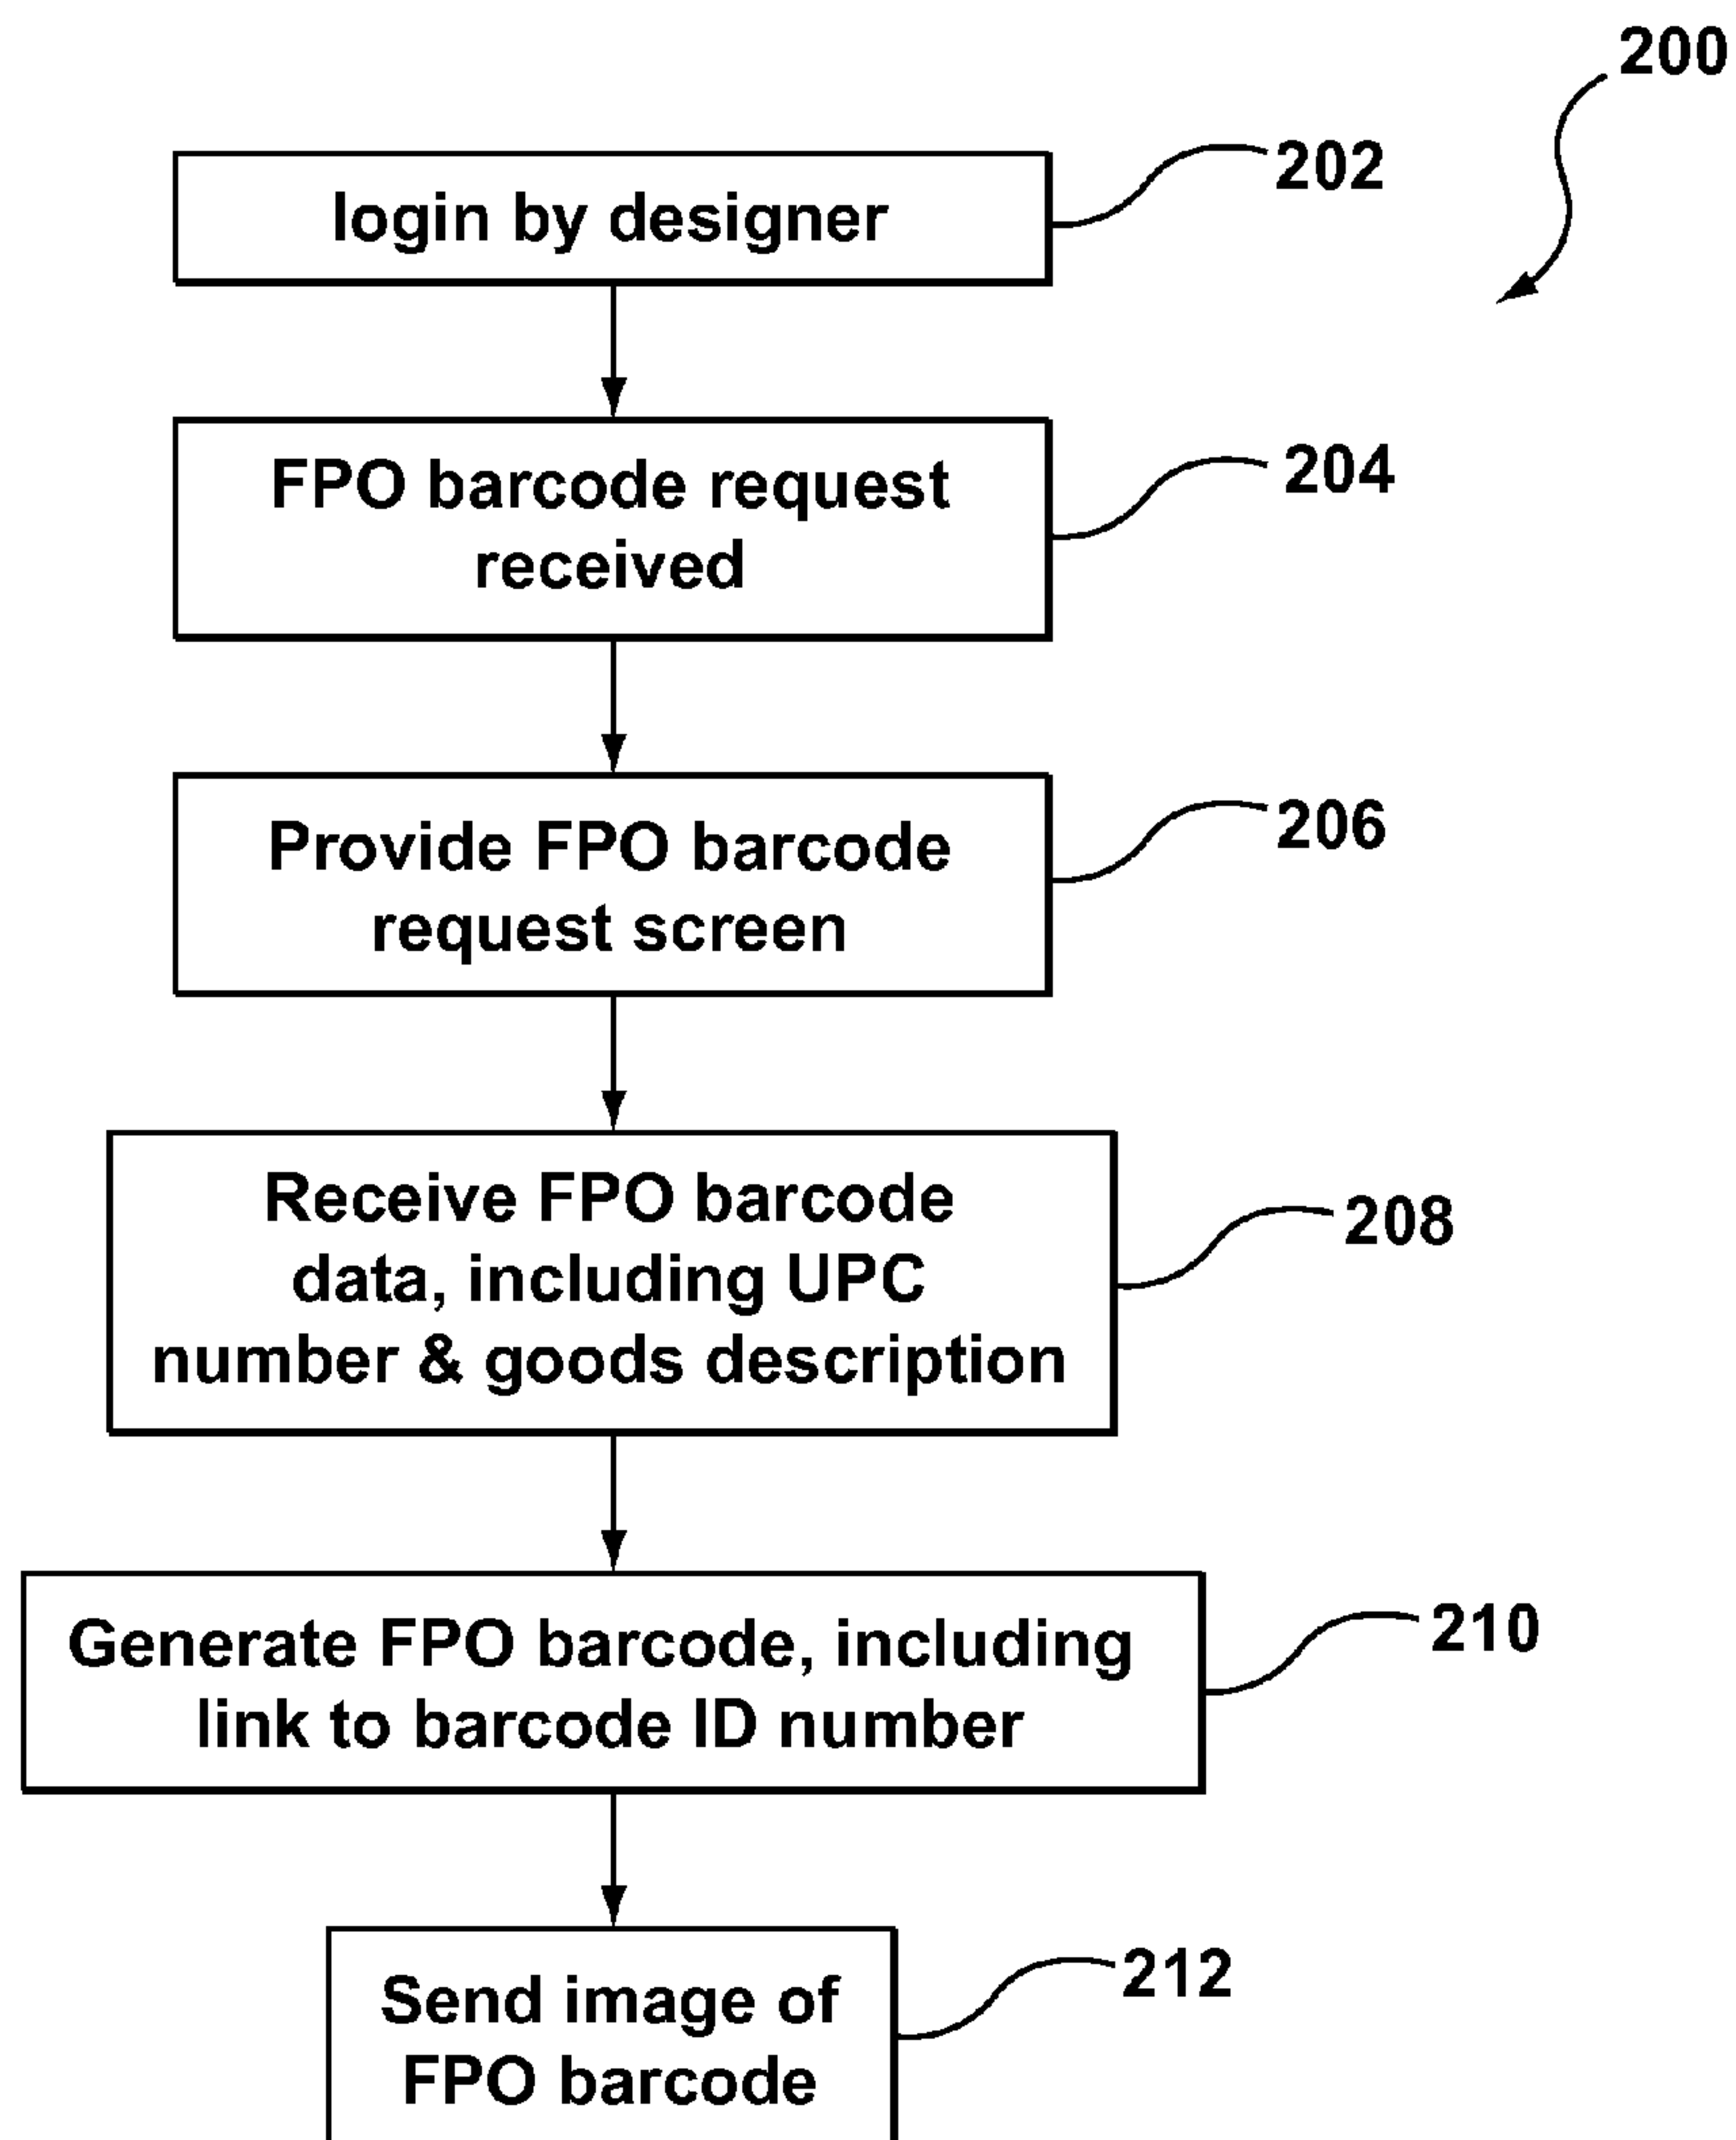 200
login by designer
202
FPO barcode request
received
204
Provide FPO barcode
request screen
206
Receive FPO barcode
data, including UPC
number & goods description
208
Generate FPO barcode, including
link to barcode ID number
210
Send image of
FPO barcode
212